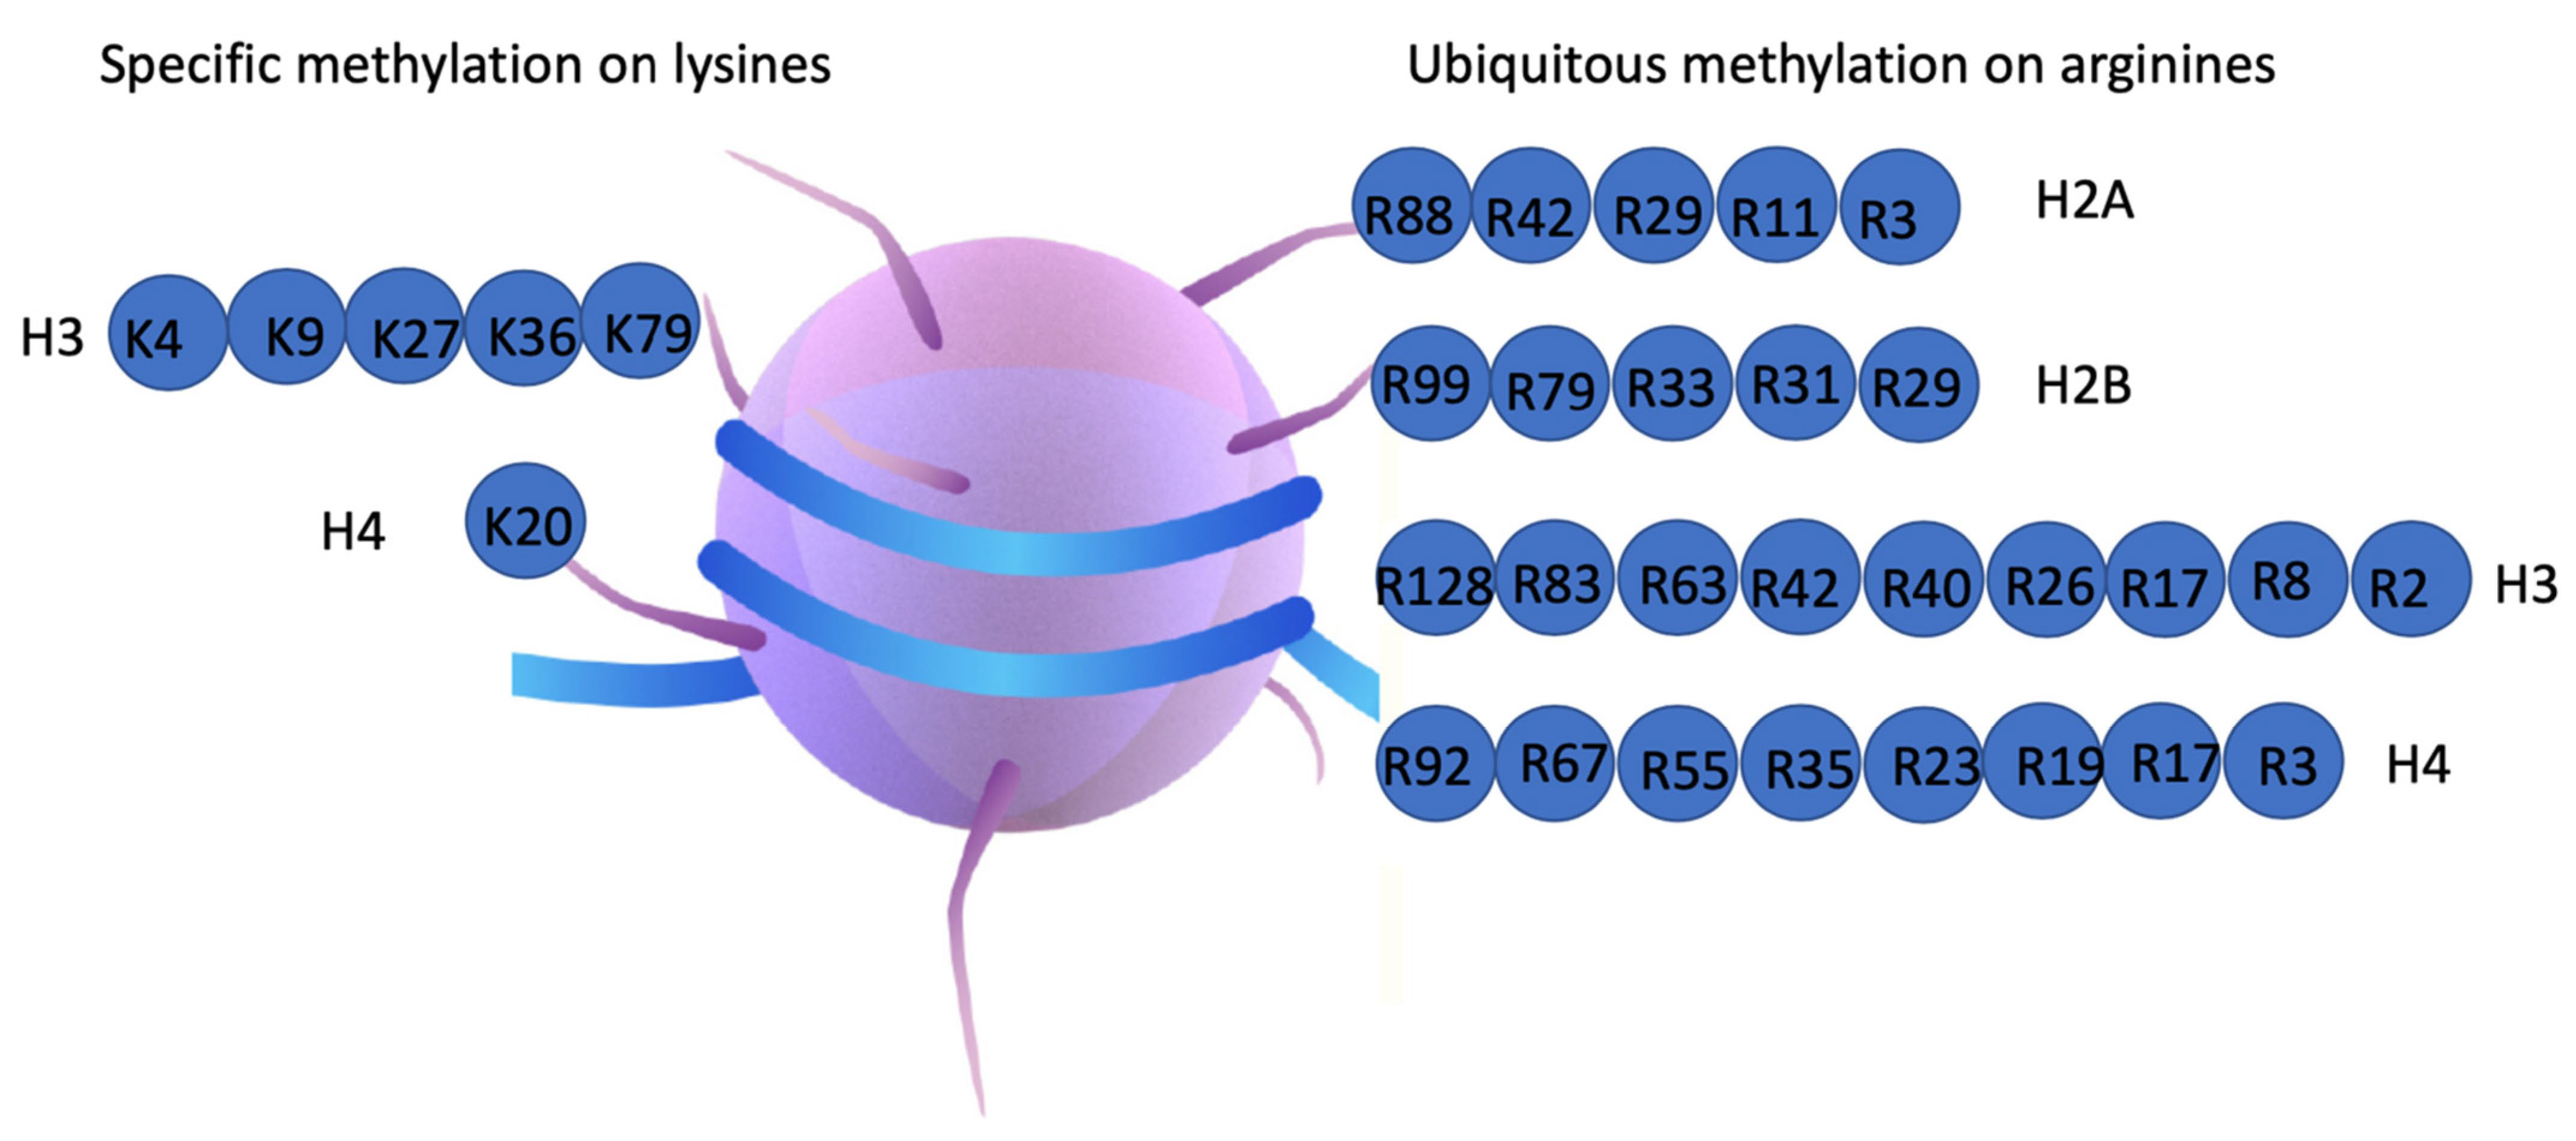 Specific methylation on lysines
Ubiquitous methylation on arginines
R88 R42 R29 R11 R3 H2A
H3 K4 K9 K27 K36 K79
R99 R79 R33 R31 R29 H2B
H4 K20
R128 R83 R63 R42 R40 R26 R17 R8 R2 H3
R92 R67 R55 R35 R23 R19 R17 R3 H4